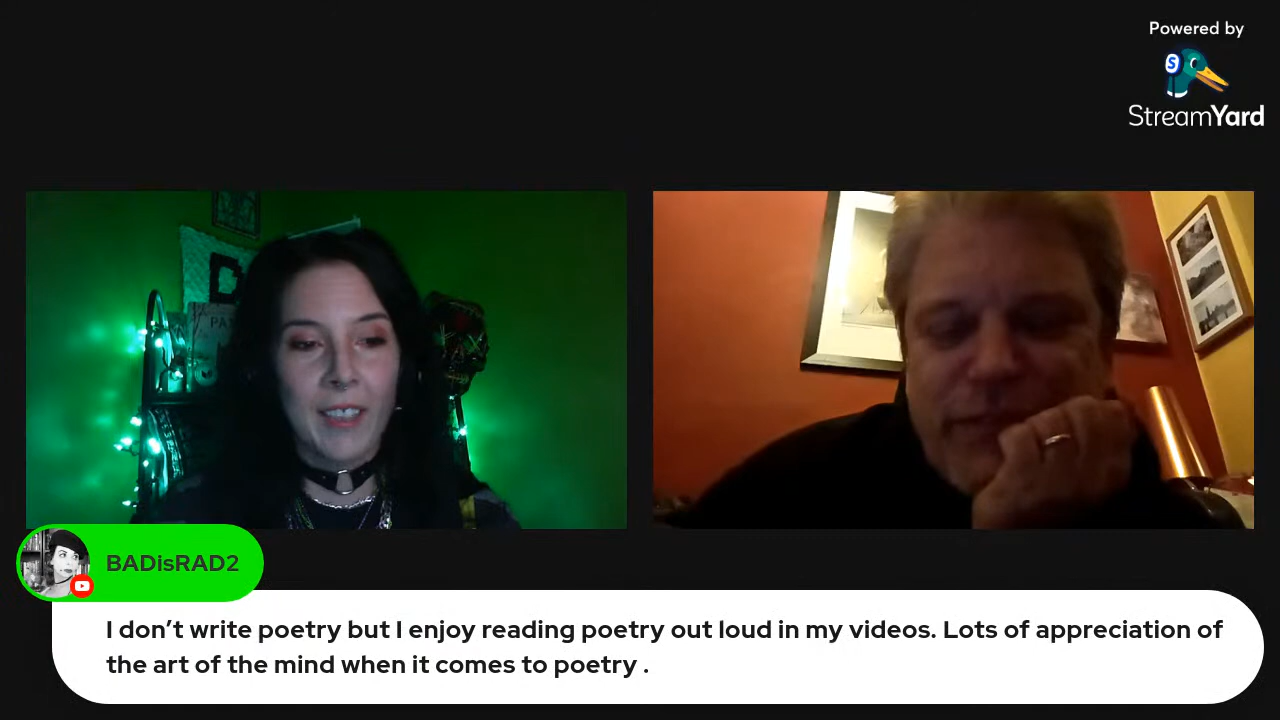 Powered by
StreamYard
D
PA
BADisRAD2
I don’t write poetry but I enjoy reading poetry out loud in my videos. Lots of appreciation of
the art of the mind when it comes to poetry .